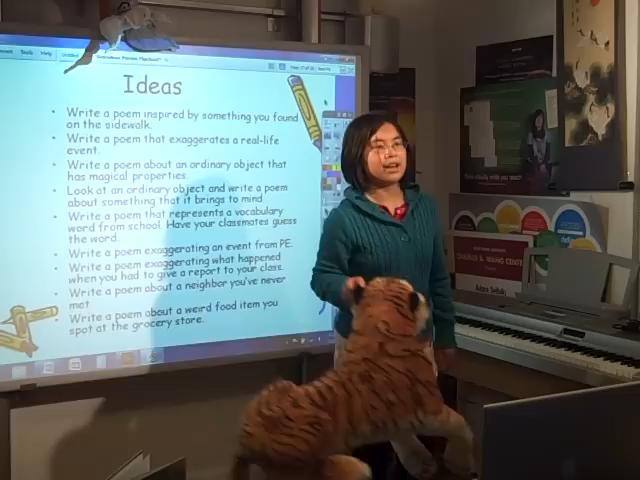 Tools Help
Ideas
Write a poem inspired by something you found
on the sidewalk.
Write a poem that exaggerates a real-life
event.
Write a poem about an ordinary object that
has magical properties.
Look at an ordinary object and write a poem
about something that it brings to mind.
Write a poem that represents a vocabulary
word from school. Have your classmates guess
the word.
Write a poem exaggerating an event from PE.
Write a poem exaggerating what happened
when you had to give a report to your class.
Write a poem about a neighbor you've never
met.
Write a poem about a weird food item you
spot at the grocery store.
CHARLES B. WANG CENTER